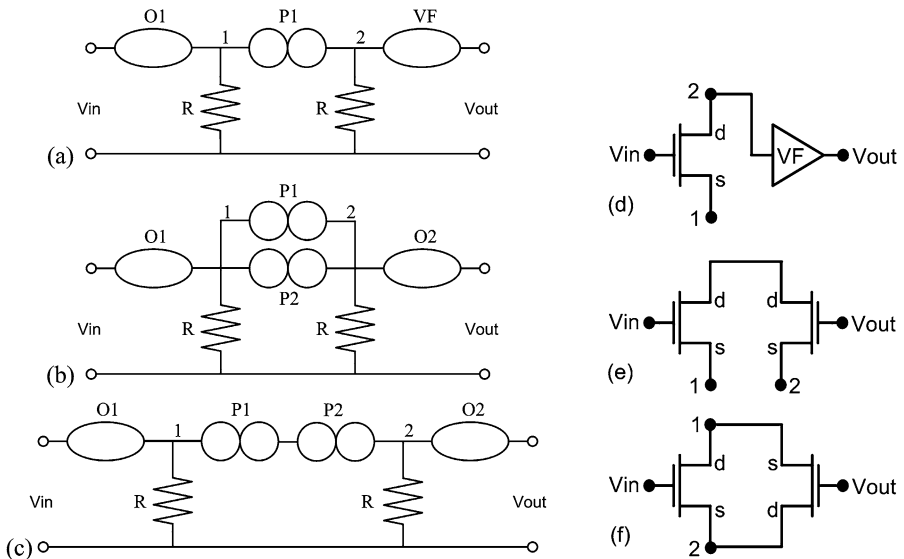 O1 P1 VF
1 2
R R
Vin Vout
(a)
P1
1 2
O1 O2
P2
R R
Vin Vout
(b)
O1 P1 P2 O2
1 2
R R
Vin Vout
(c)
2
d
Vin VF Vout
s
(d)
1
d d
Vin Vout
s s
(e)
1 2
1
d s
Vin Vout
s d
(f)
2